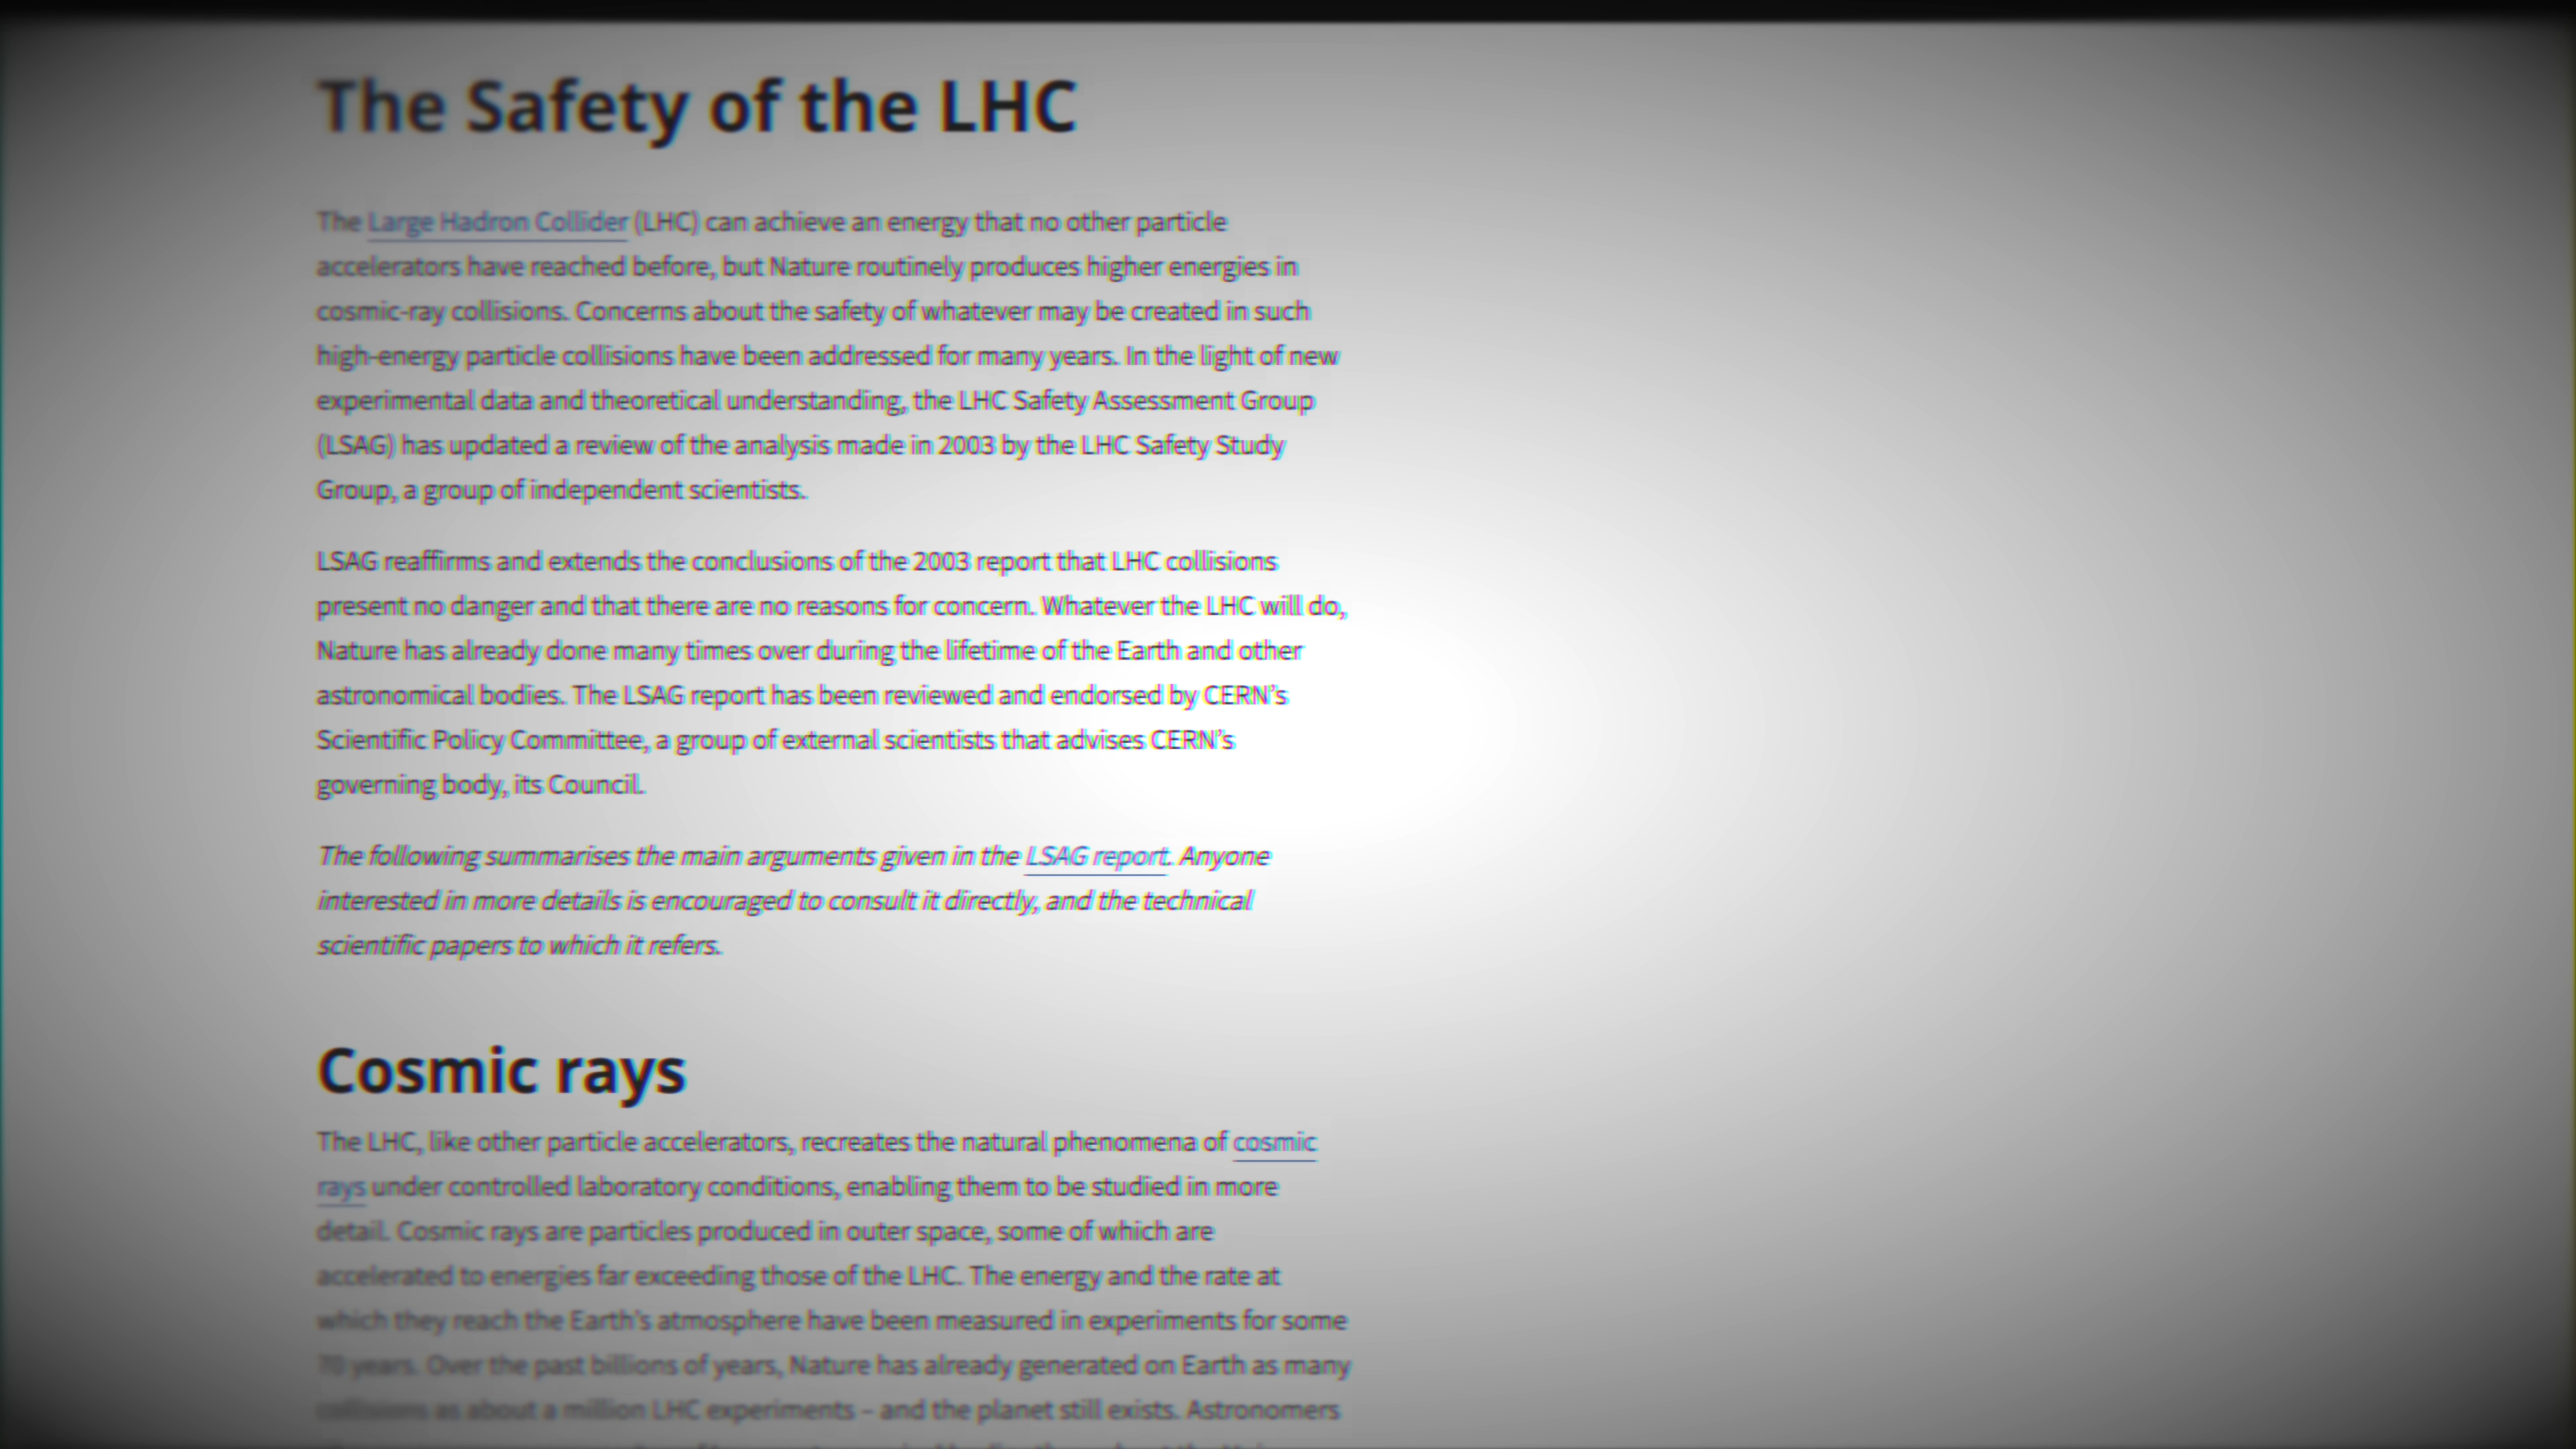 The Safety of the LHC
The Large Hadron Collider (LHC) can achieve an energy that no other particle
accelerators have reached before, but Nature routinely produces higher energies in
cosmic-ray collisions. Concerns about the safety of whatever may be created in such
high-energy particle collisions have been addressed for many years. In the light of new
experimental data and theoretical understanding, the LHC Safety Assessment Group
(LSAG) has updated a review of the analysis made in 2003 by the LHC Safety Study
Group, a group of independent scientists.
LSAG reaffirms and extends the conclusions of the 2003 report that LHC collisions
present no danger and that there are no reasons for concern. Whatever the LHC will do,
Nature has already done many times over during the lifetime of the Earth and other
astronomical bodies. The LSAG report has been reviewed and endorsed by CERN’s
Scientific Policy Committee, a group of external scientists that advises CERN’s
governing body, its Council.
The following summarises the main arguments given in the LSAG report. Anyone
interested in more details is encouraged to consult it directly, and the technical
scientific papers to which it refers.
Cosmic rays
The LHC, like other particle accelerators, recreates the natural phenomena of cosmic
rays under controlled laboratory conditions, enabling them to be studied in more
detail. Cosmic rays are particles produced in outer space, some of which are
accelerated to energies far exceeding those of the LHC. The energy and the rate at
which they reach the Earth’s atmosphere have been measured in experiments for some
70 years. Over the past billions of years, Nature has already generated on Earth as many
collisions as about a million LHC experiments – and the planet still exists. Astronomers